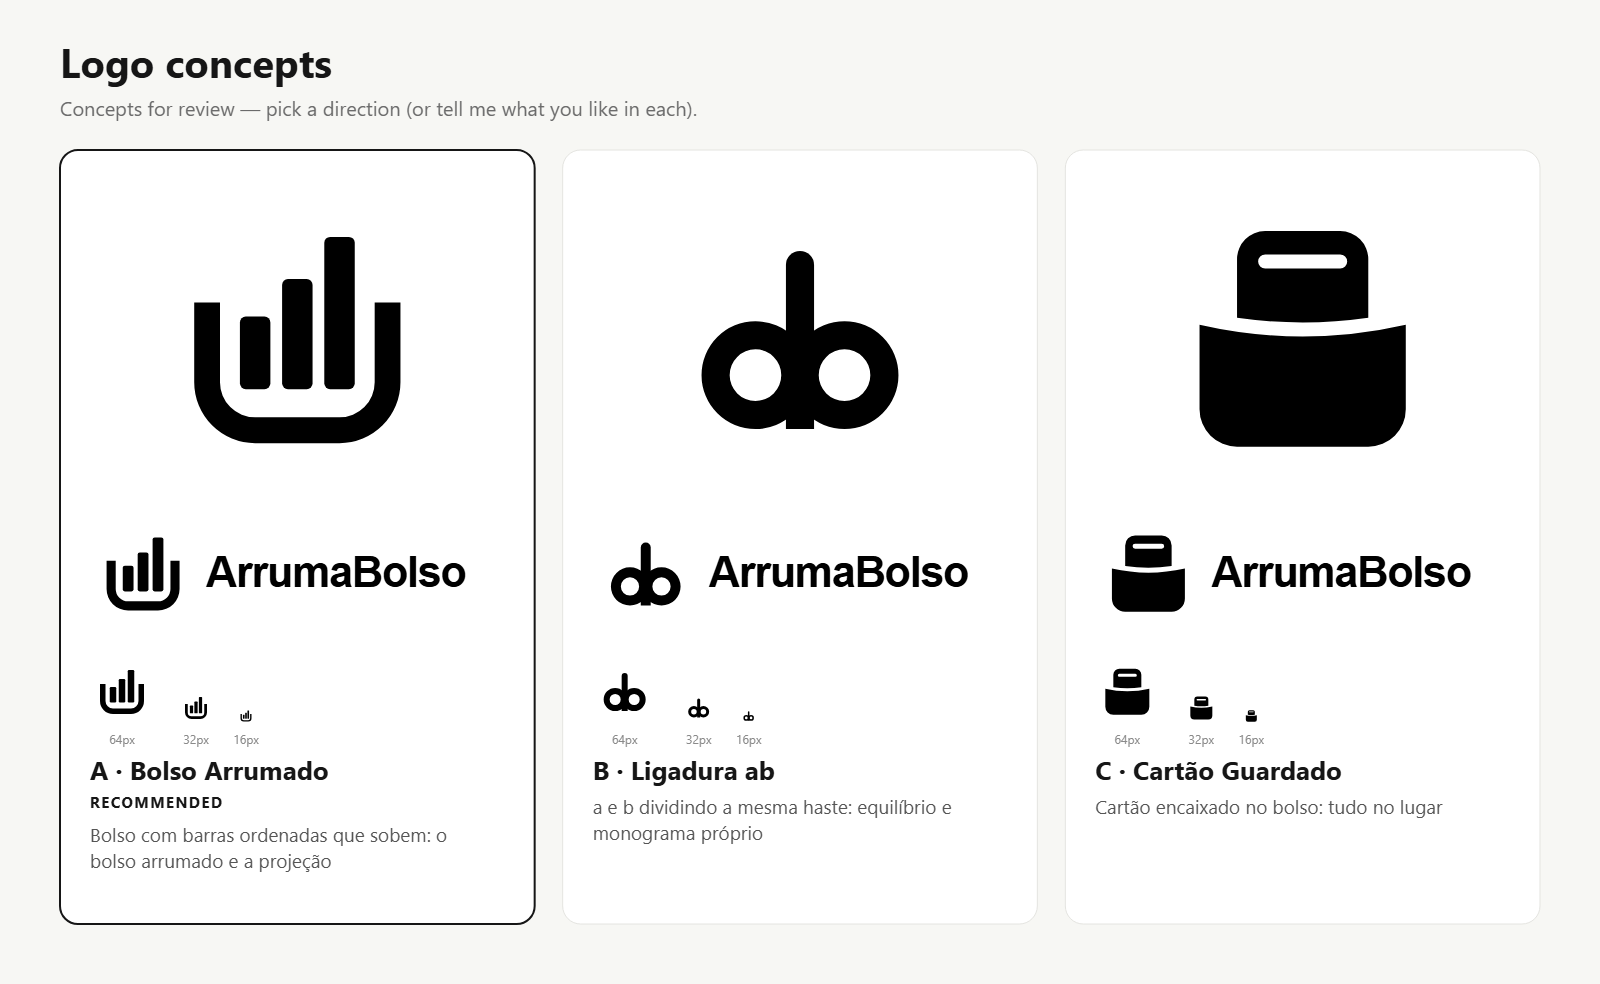 Logo concepts
Concepts for review — pick a direction (or tell me what you like in each).
ArrumaBolso
64px 32px 16px
A · Bolso Arrumado
RECOMMENDED
Bolso com barras ordenadas que sobem: o
bolso arrumado e a projeção
ArrumaBolso
64px 32px 16px
B · Ligadura ab
a e b dividindo a mesma haste: equilíbrio e
monograma próprio
ArrumaBolso
64px 32px 16px
C · Cartão Guardado
Cartão encaixado no bolso: tudo no lugar